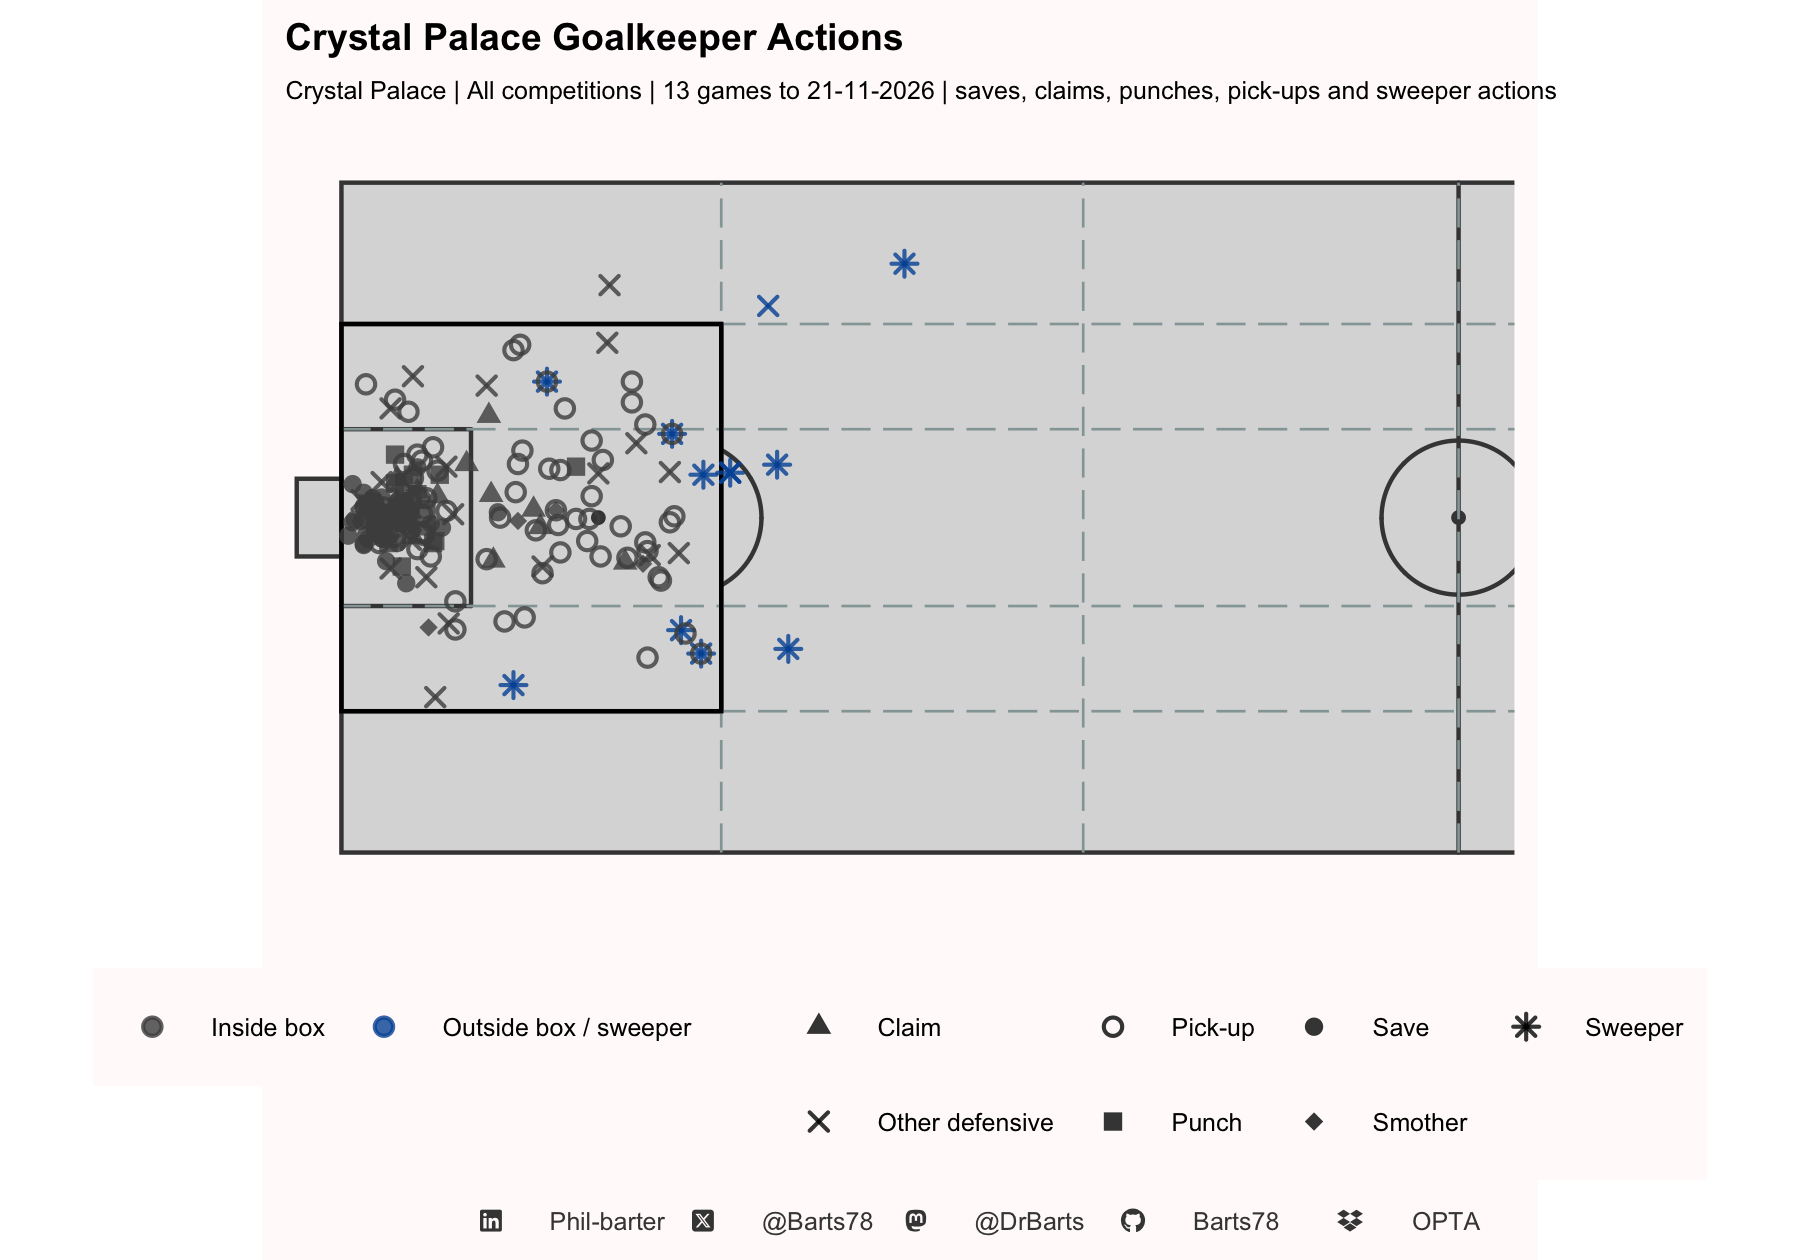 Crystal Palace Goalkeeper Actions
Crystal Palace | All competitions | 13 games to 21-11-2026 | saves, claims, punches, pick-ups and sweeper actions
Inside box Outside box / sweeper Claim Pick-up Save Sweeper
Other defensive Punch Smother
Phil-barter @Barts78 @DrBarts Barts78 OPTA